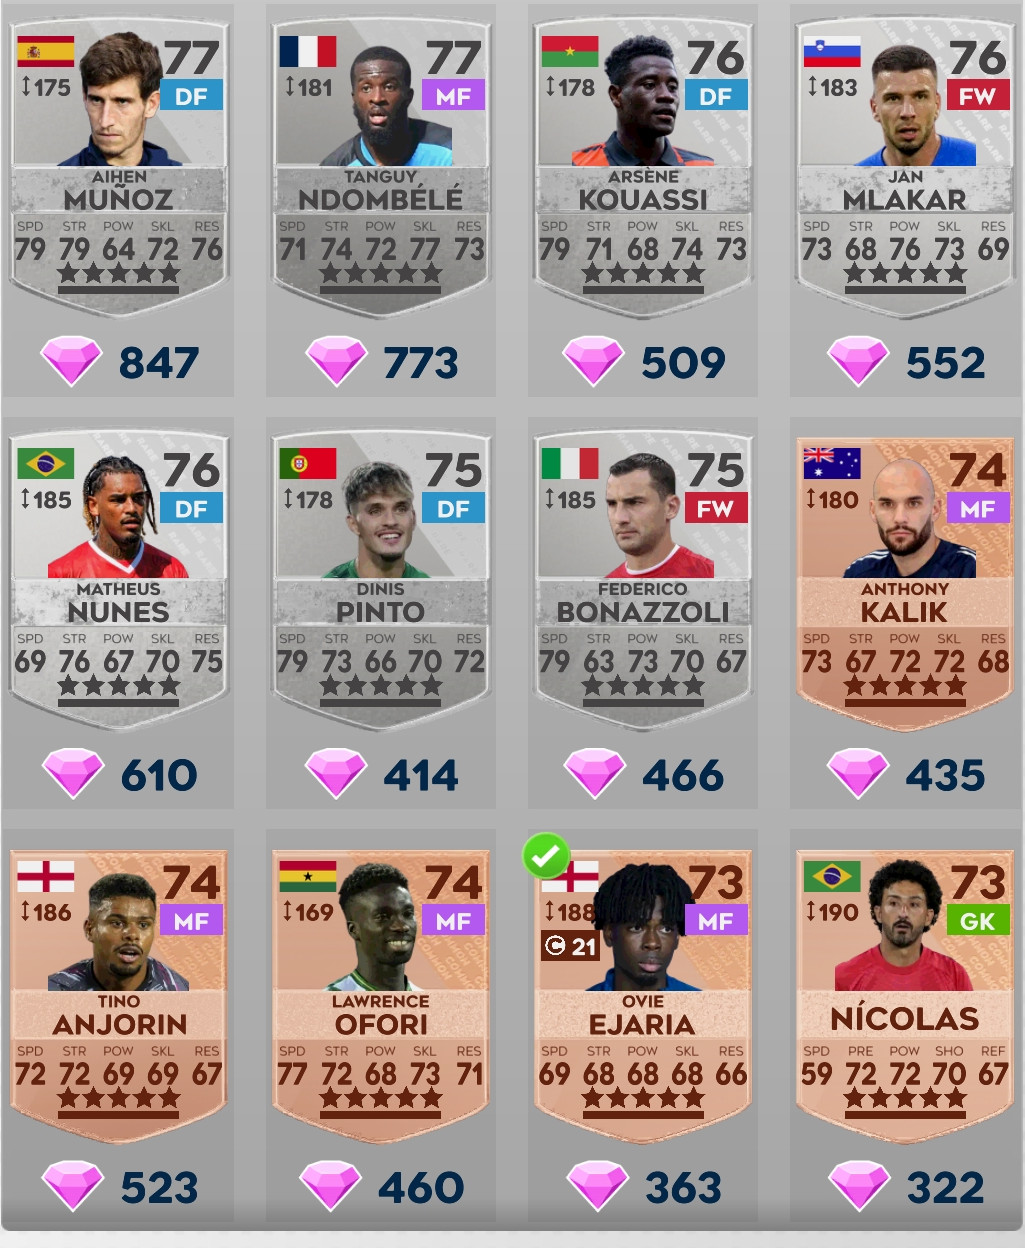 77
175
DF
AIHEN
MUÑOZ
SPD STR POW SKL RES
79 79 64 72 76
847
77
181
MF
TANGUY
NDOMBÉLÉ
SPD STR POW SKL RES
71 74 72 77 73
773
76
178
DF
RARE
ARSÈNE
KOUASSI
SPD STR POW SKL RES
79 71 68 74 73
509
76
183
FW
RARE
JAN
MLAKAR
SPD STR POW SKL RES
73 68 76 73 69
552
76
185
DF
RARE
MATHEUS
NUNES
SPD STR POW SKL RES
69 76 67 70 75
610
75
178
DF
DINIS
PINTO
SPD STR POW SKL RES
79 73 66 70 72
414
75
185
FW
RARE
FEDERICO
BONAZZOLI
SPD STR POW SKL RES
79 63 73 70 67
466
74
180
MF
ANTHONY
KALIK
SPD STR POW SKL RES
73 67 72 72 68
435
74
186
MF
TINO
ANJORIN
SPD STR POW SKL RES
72 72 69 69 67
523
74
169
MF
LAWRENCE
OFORI
SPD STR POW SKL RES
77 72 68 73 71
460
73
188
MF
C 21
OVIE
EJARIA
SPD STR POW SKL RES
69 68 68 68 66
363
73
190
GK
NÍCOLAS
SPD PRE POW SHO REF
59 72 72 70 67
322